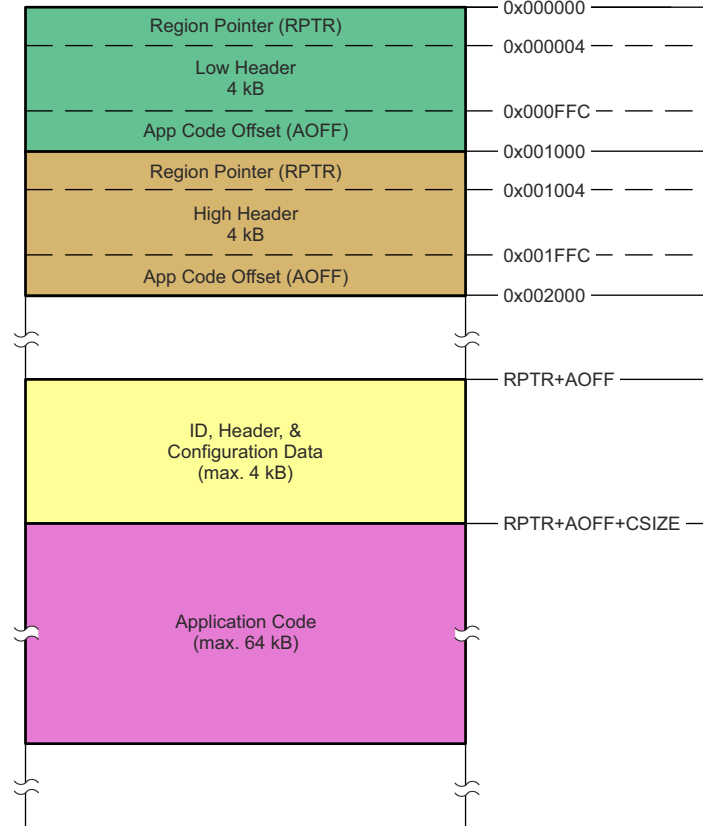 0x000000
Region Pointer (RPTR)
0x000004
Low Header
4 kB
0x000FFC
App Code Offset (AOFF)
0x001000
Region Pointer (RPTR)
0x001004
High Header
4 kB
0x001FFC
App Code Offset (AOFF)
0x002000
RPTR+AOFF
ID, Header, &
Configuration Data
(max. 4 kB)
RPTR+AOFF+CSIZE
Application Code
(max. 64 kB)